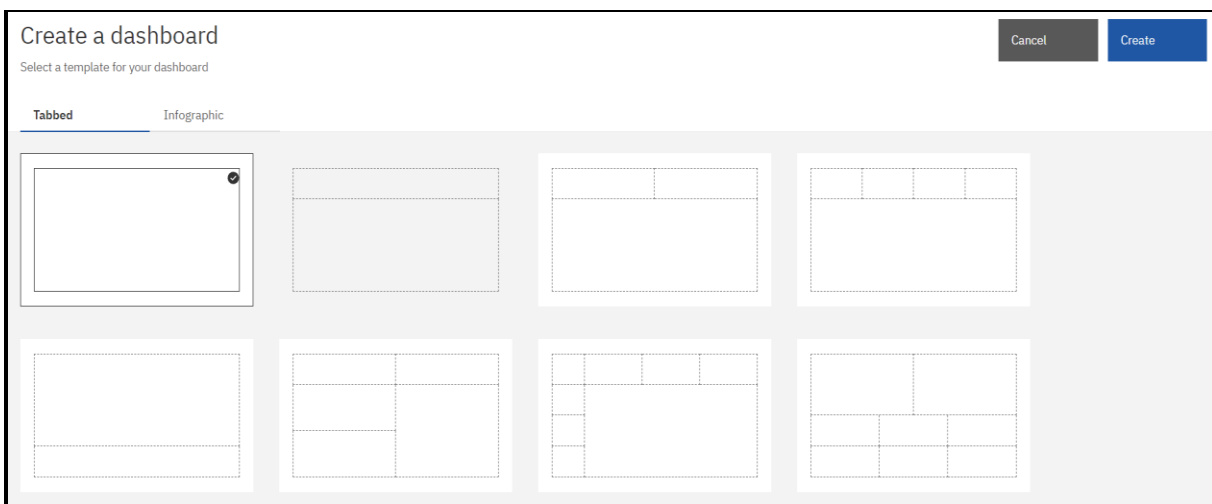 Create a dashboard
Cancel
Create
Select a template for your dashboard
Tabbed
Infographic